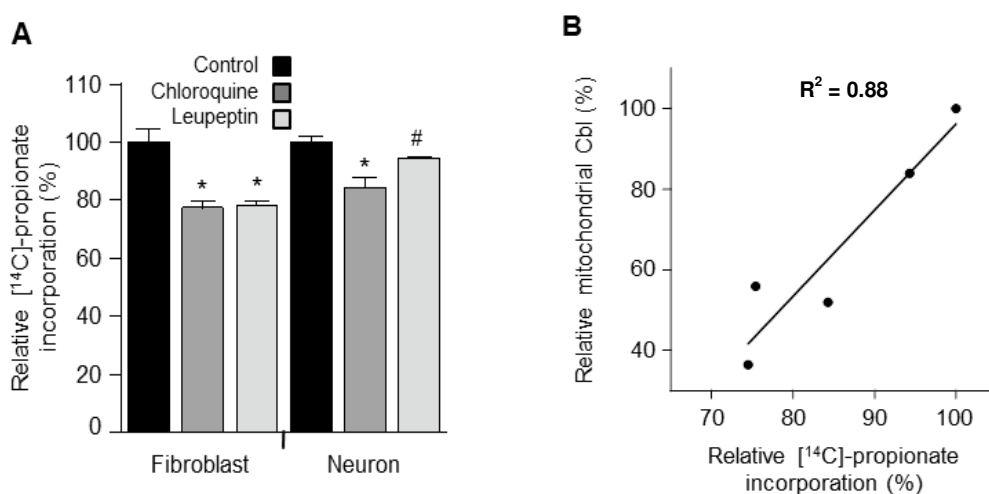 A
Control
Chloroquine
Leupeptin
110
100
80
60
40
20
0
Relative [¹⁴C]-propionate
incorporation (%)
*
*
*
#
Fibroblast
Neuron
B
R² = 0.88
100
80
60
40
Relative mitochondrial Cbl (%)
70 80 90 100
Relative [¹⁴C]-propionate
incorporation (%)